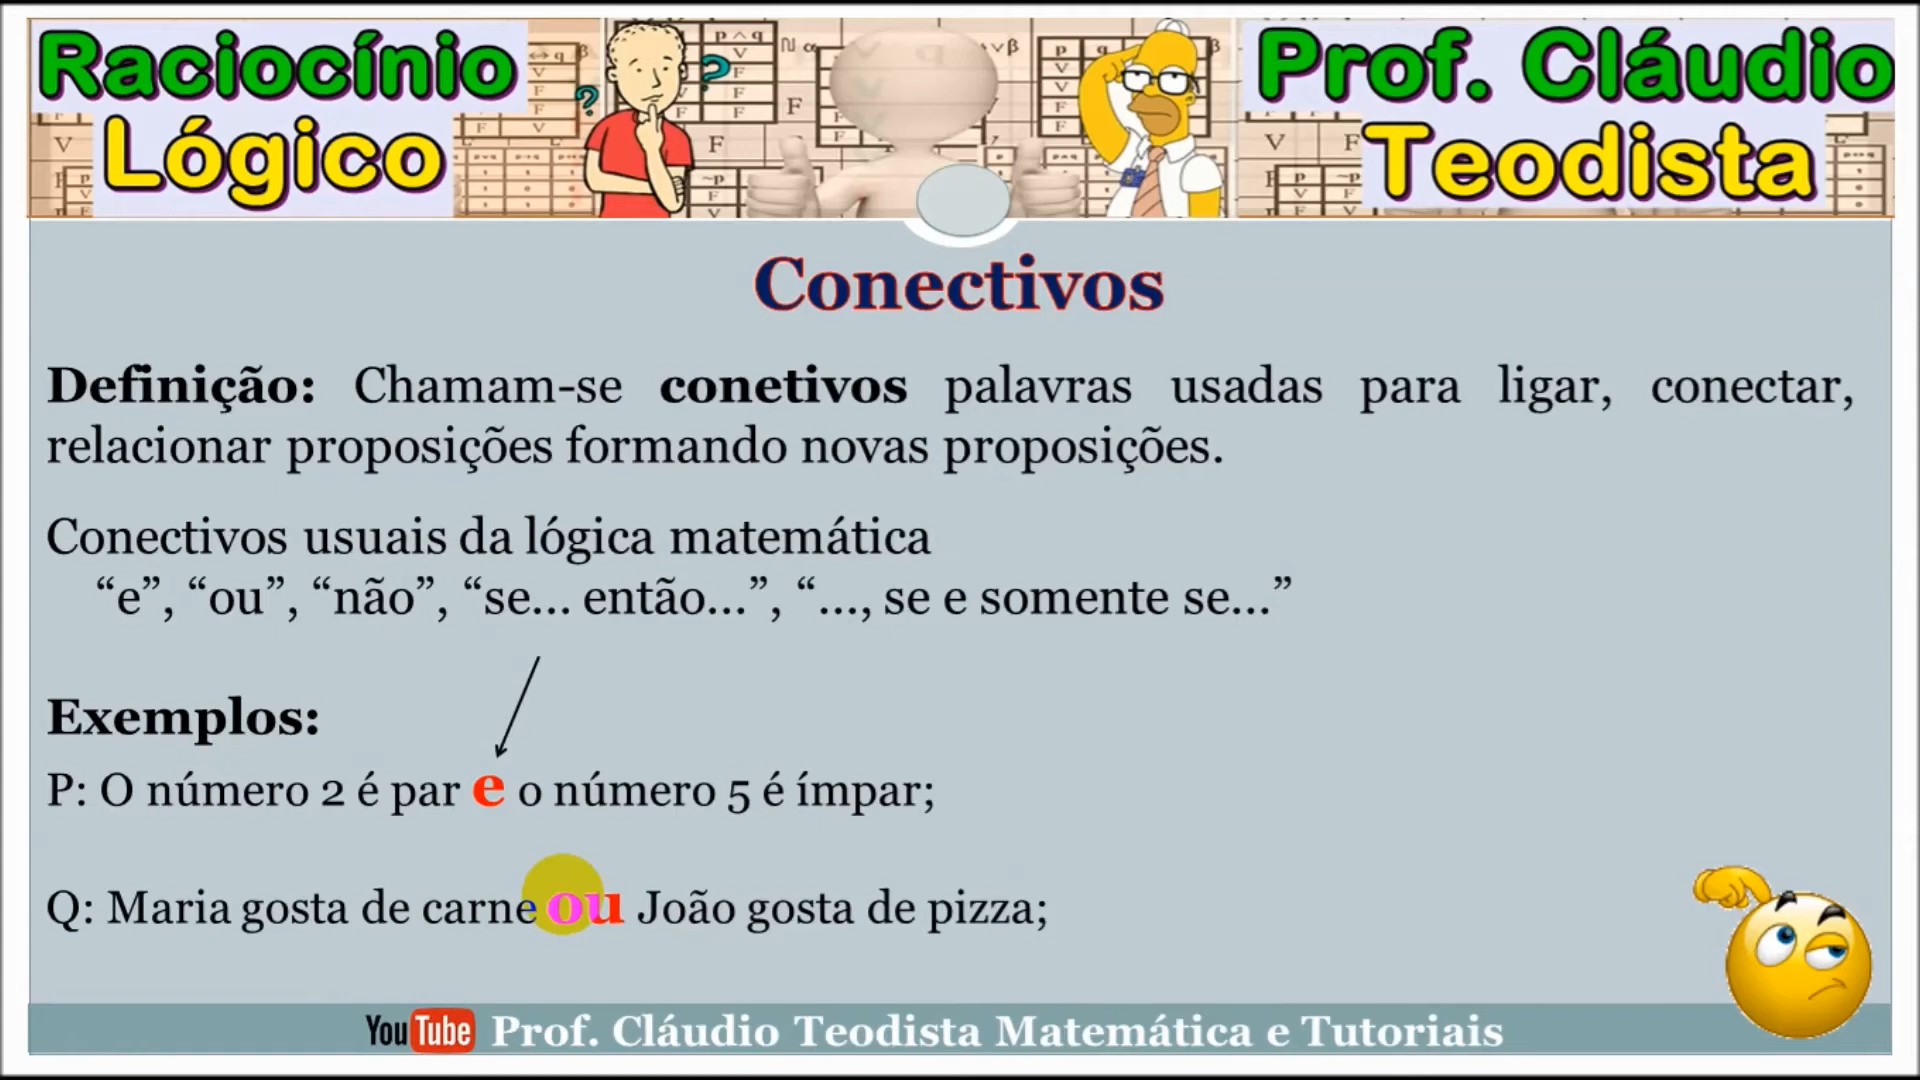 Raciocínio
Lógico
Prof. Cláudio
Teodista
Conectivos
Definição: Chamam-se conetivos palavras usadas para ligar, conectar,
relacionar proposições formando novas proposições.
Conectivos usuais da lógica matemática
“e”, “ou”, “não”, “se... então...”, “..., se e somente se...”
Exemplos:
P: O número 2 é par e o número 5 é ímpar;
Q: Maria gosta de carne ou João gosta de pizza;
YouTube Prof. Cláudio Teodista Matemática e Tutoriais